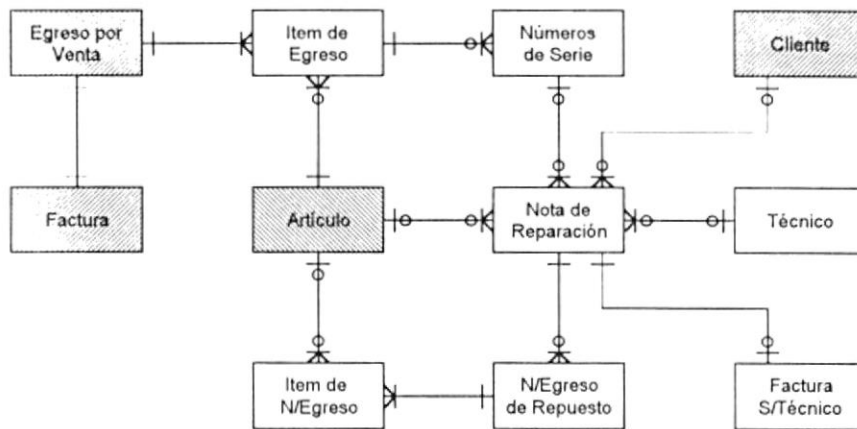 Egreso por
Venta
Item de
Egreso
Números
de Serie
Cliente
Factura
Artículo
Nota de
Reparación
Técnico
Item de
N/Egreso
N/Egreso
de Repuesto
Factura
S/Técnico